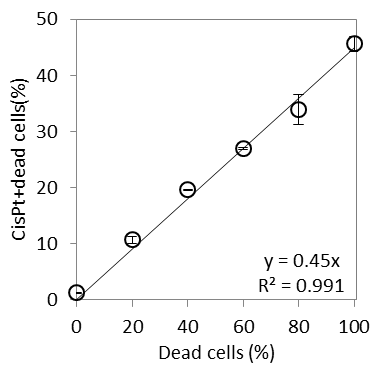 50
40
30
20
10
0
CisPt+dead cells(%)
y = 0.45x
R² = 0.991
0 20 40 60 80 100
Dead cells (%)